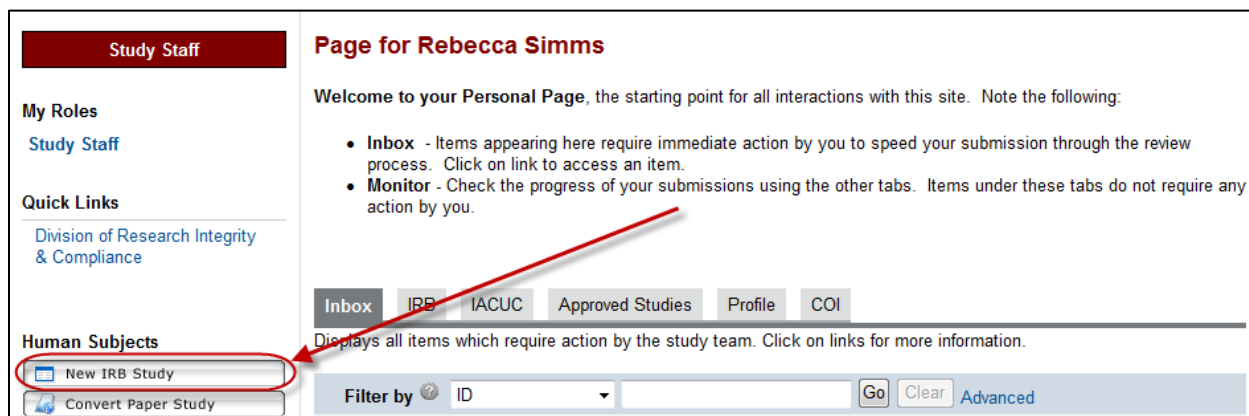 Study Staff
My Roles
Study Staff
Quick Links
Division of Research Integrity
& Compliance
Human Subjects
New IRB Study
Convert Paper Study
Page for Rebecca Simms
Welcome to your Personal Page, the starting point for all interactions with this site. Note the following:
Inbox - Items appearing here require immediate action by you to speed your submission through the review
process. Click on link to access an item.
Monitor - Check the progress of your submissions using the other tabs. Items under these tabs do not require any
action by you.
Inbox IRB IACUC Approved Studies Profile COI
Displays all items which require action by the study team. Click on links for more information.
Filter by ID Go Clear Advanced